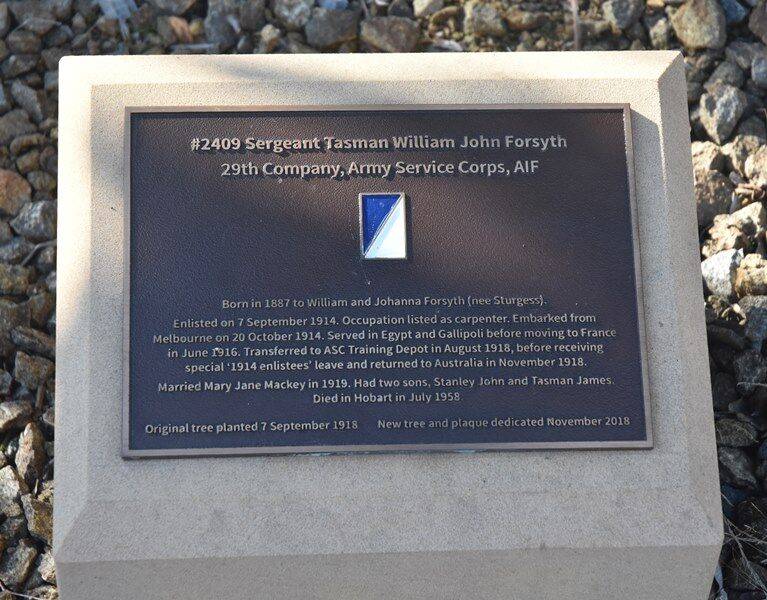 #2409 Sergeant Tasman William John Forsyth
29th Company, Army Service Corps, AIF
Born in 1887 to William and Johanna Forsyth (nee Sturgess).
Enlisted on 7 September 1914. Occupation listed as carpenter. Embarked from
Melbourne on 20 October 1914. Served in Egypt and Gallipoli before moving to France
in June 1916. Transferred to ASC Training Depot in August 1918, before receiving
special '1914 enlistees' leave and returned to Australia in November 1918.
Married Mary Jane Mackey in 1919. Had two sons, Stanley John and Tasman James.
Died in Hobart in July 1958
Original tree planted 7 September 1918 New tree and plaque dedicated November 2018